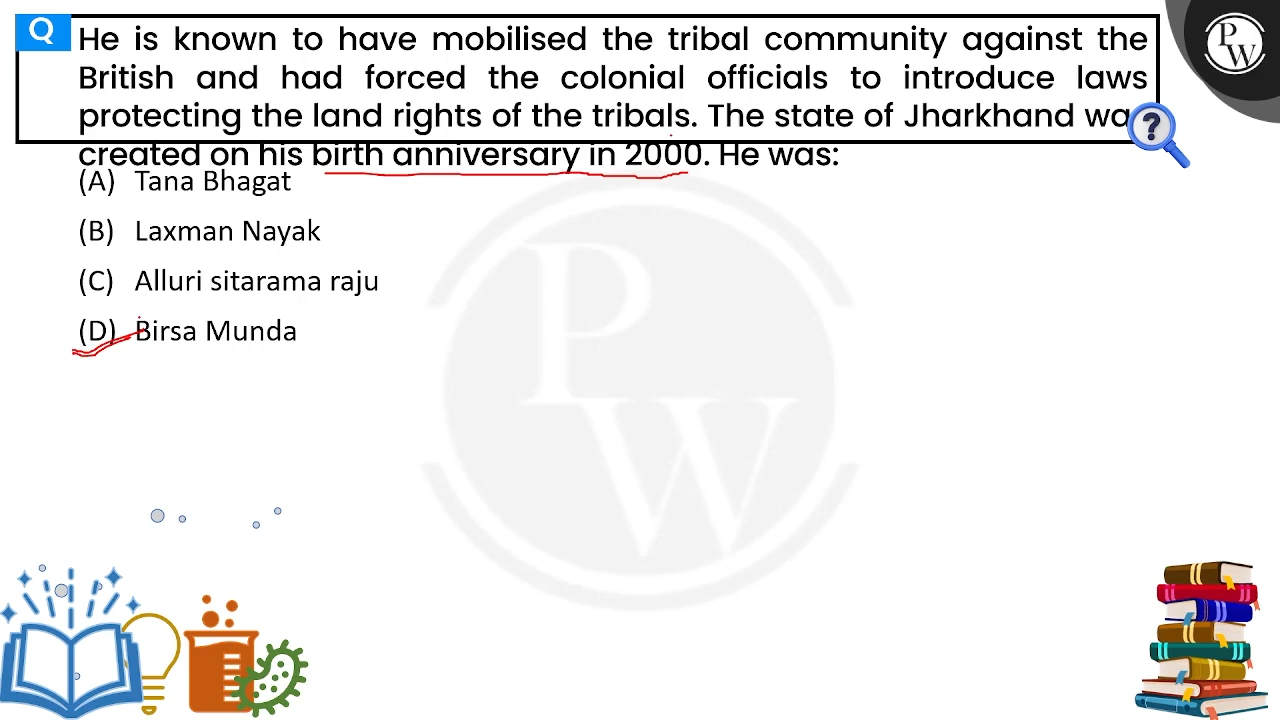 Q
He is known to have mobilised the tribal community against the
British and had forced the colonial officials to introduce laws
protecting the land rights of the tribals. The state of Jharkhand wa
created on his birth anniversary in 2000. He was:
(A) Tana Bhagat
(B) Laxman Nayak
(C) Alluri sitarama raju
(D) Birsa Munda
?
PW
PW